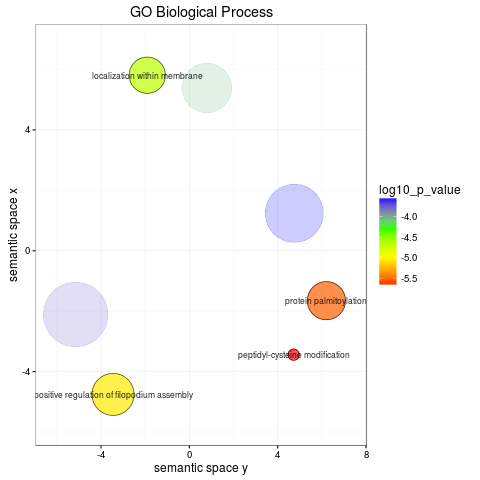 GO Biological Process
localization within membrane
protein palmitoylation
peptidyl-cysteine modification
positive regulation of filopodium assembly
semantic space x
4
0
-4
-4
0
4
8
semantic space y
log10_p_value
-4.0
-4.5
-5.0
-5.5